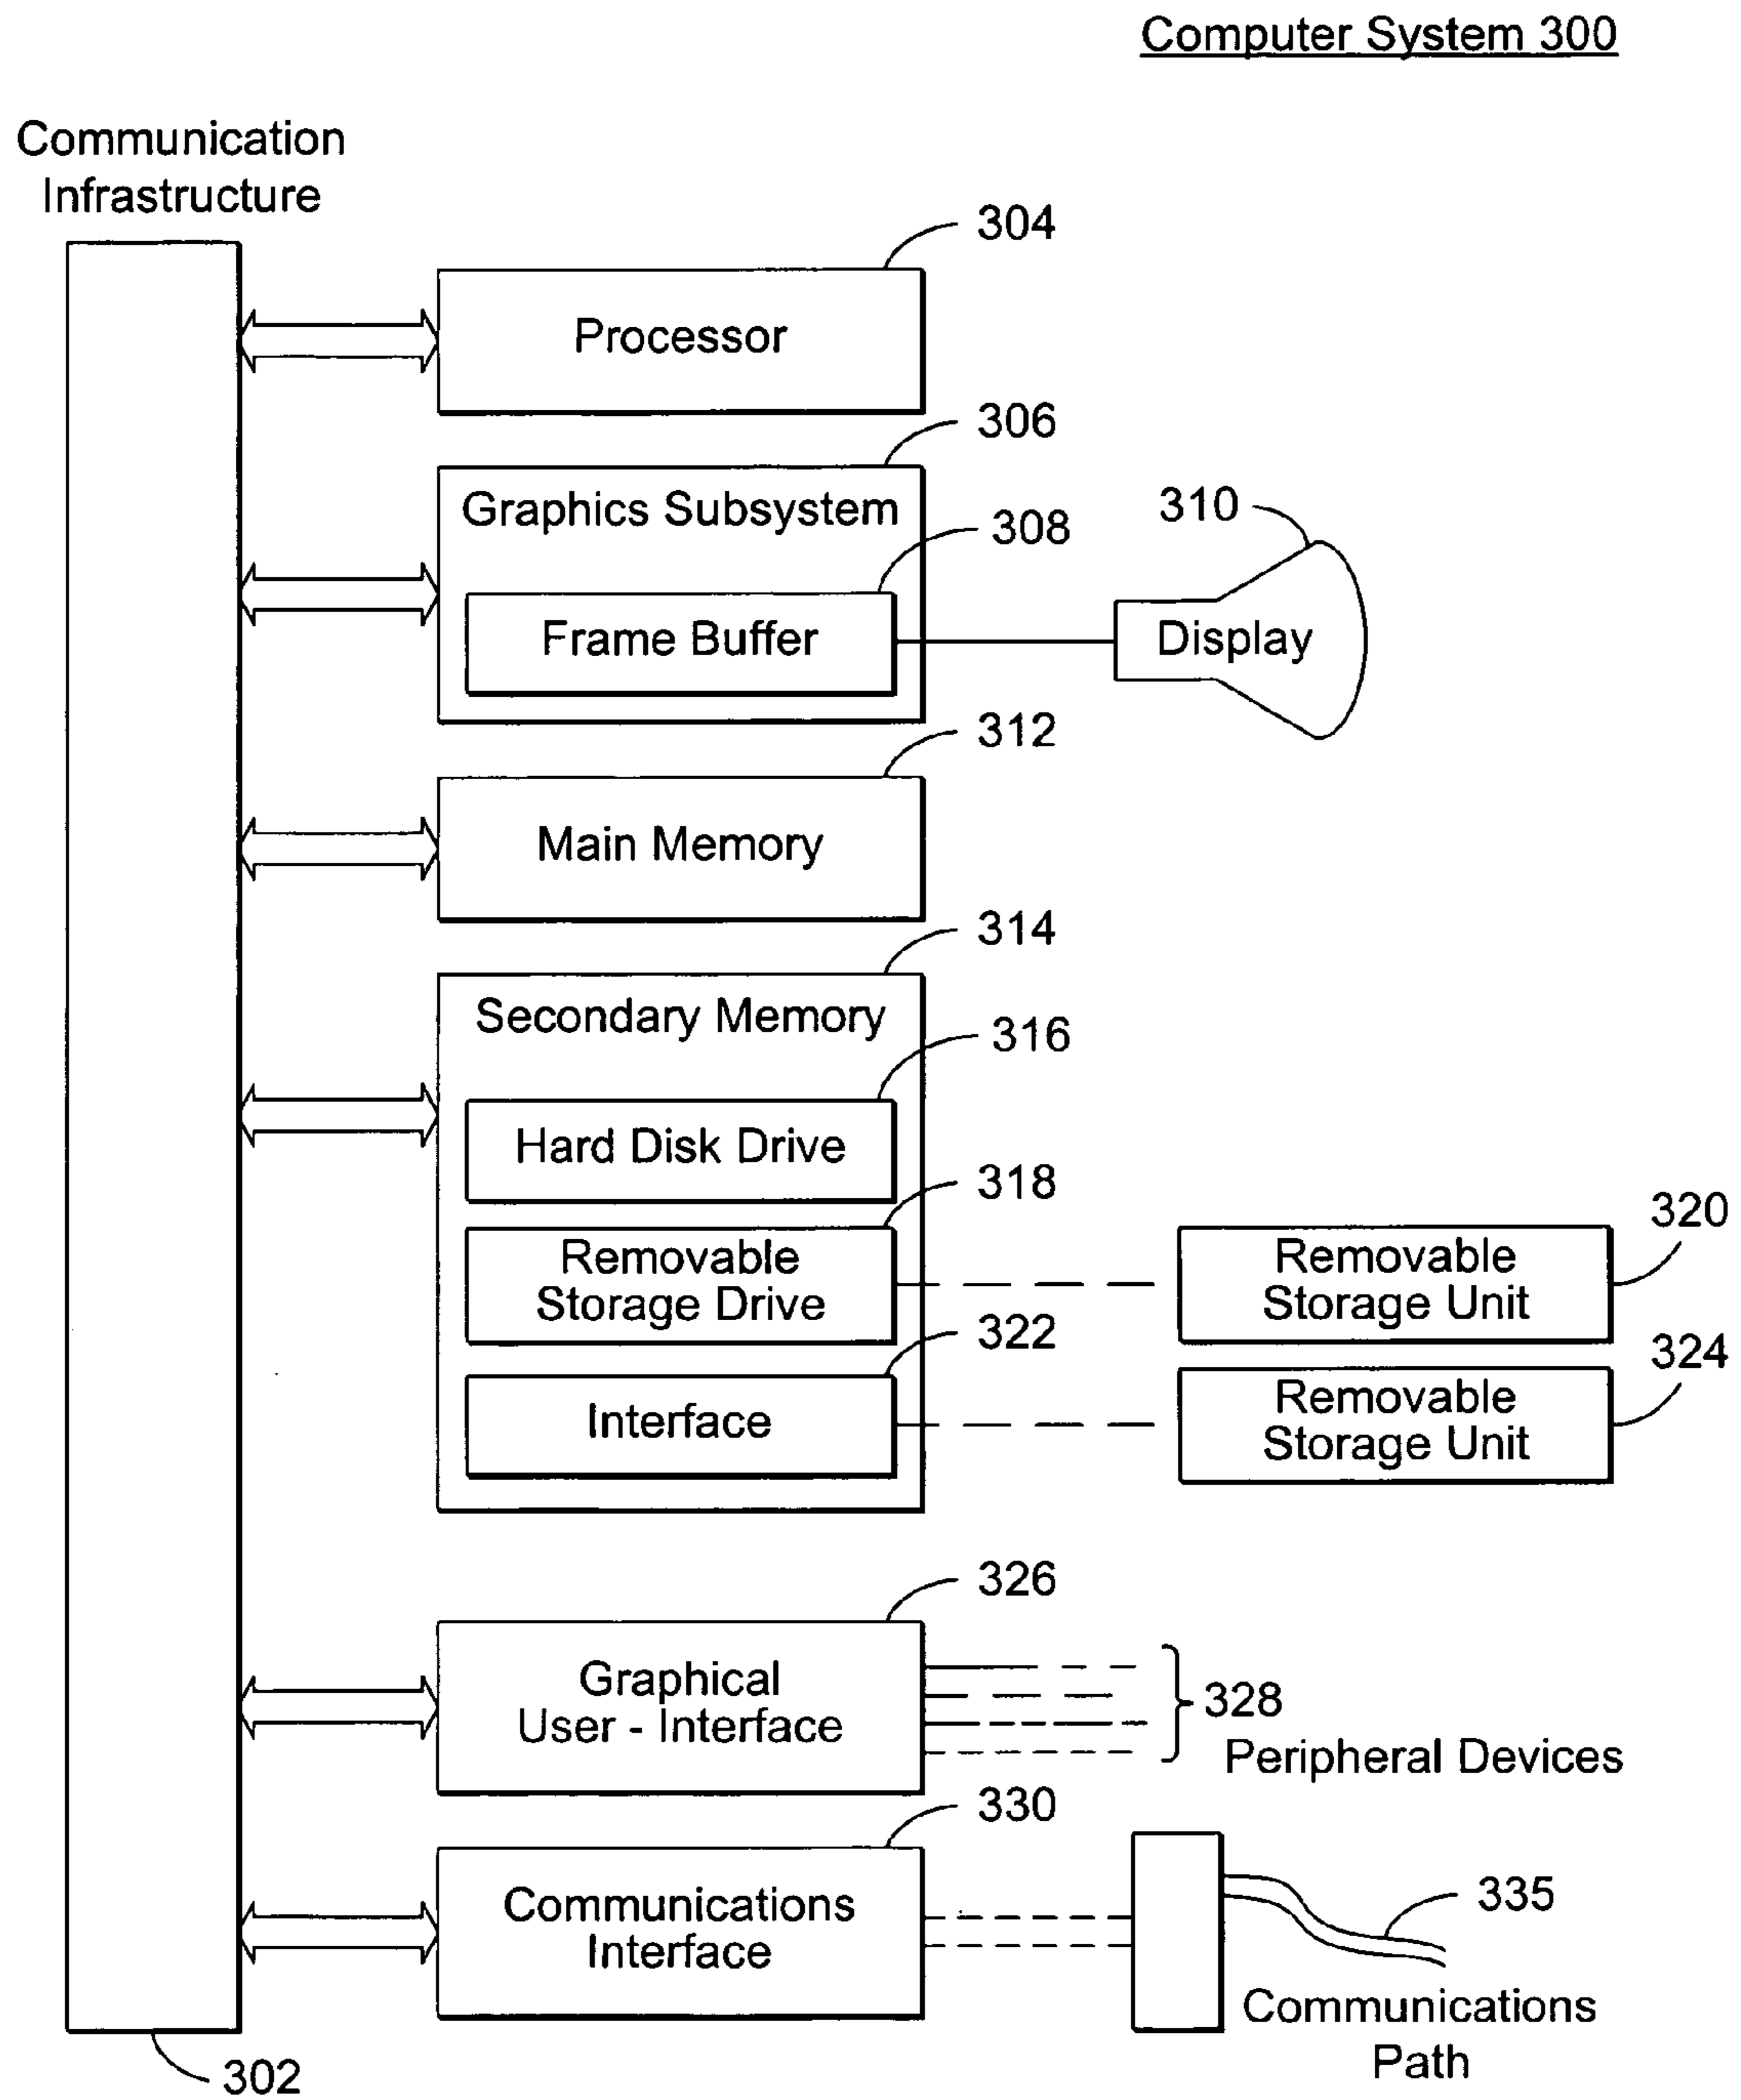 Computer System 300
Communication
Infrastructure
304
Processor
306
Graphics Subsystem
308
310
Frame Buffer
Display
312
Main Memory
314
Secondary Memory
316
Hard Disk Drive
318
Removable
Storage Drive
320
Removable
Storage Unit
322
Interface
324
Removable
Storage Unit
326
Graphical
User - Interface
328
Peripheral Devices
330
Communications
Interface
335
Communications
Path
302